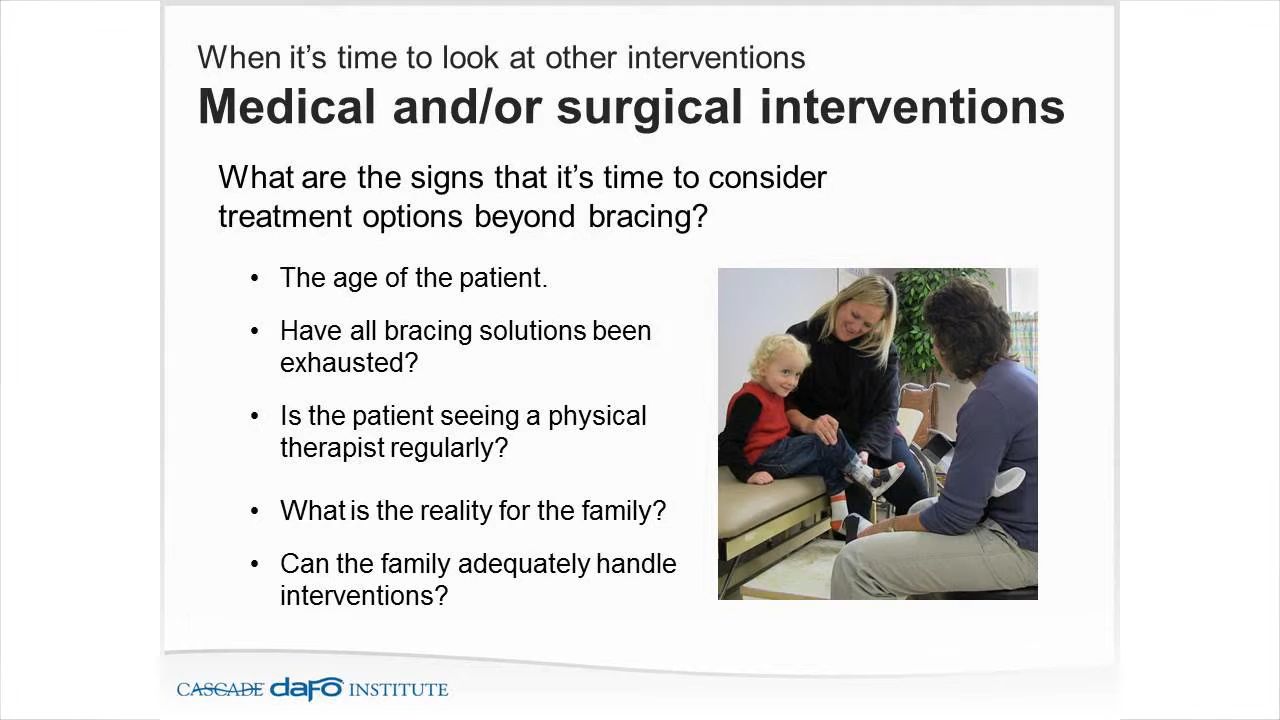 When it's time to look at other interventions
Medical and/or surgical interventions
What are the signs that it's time to consider
treatment options beyond bracing?
• The age of the patient.
• Have all bracing solutions been
exhausted?
• Is the patient seeing a physical
therapist regularly?
• What is the reality for the family?
• Can the family adequately handle
interventions?
CASCADE dafo INSTITUTE